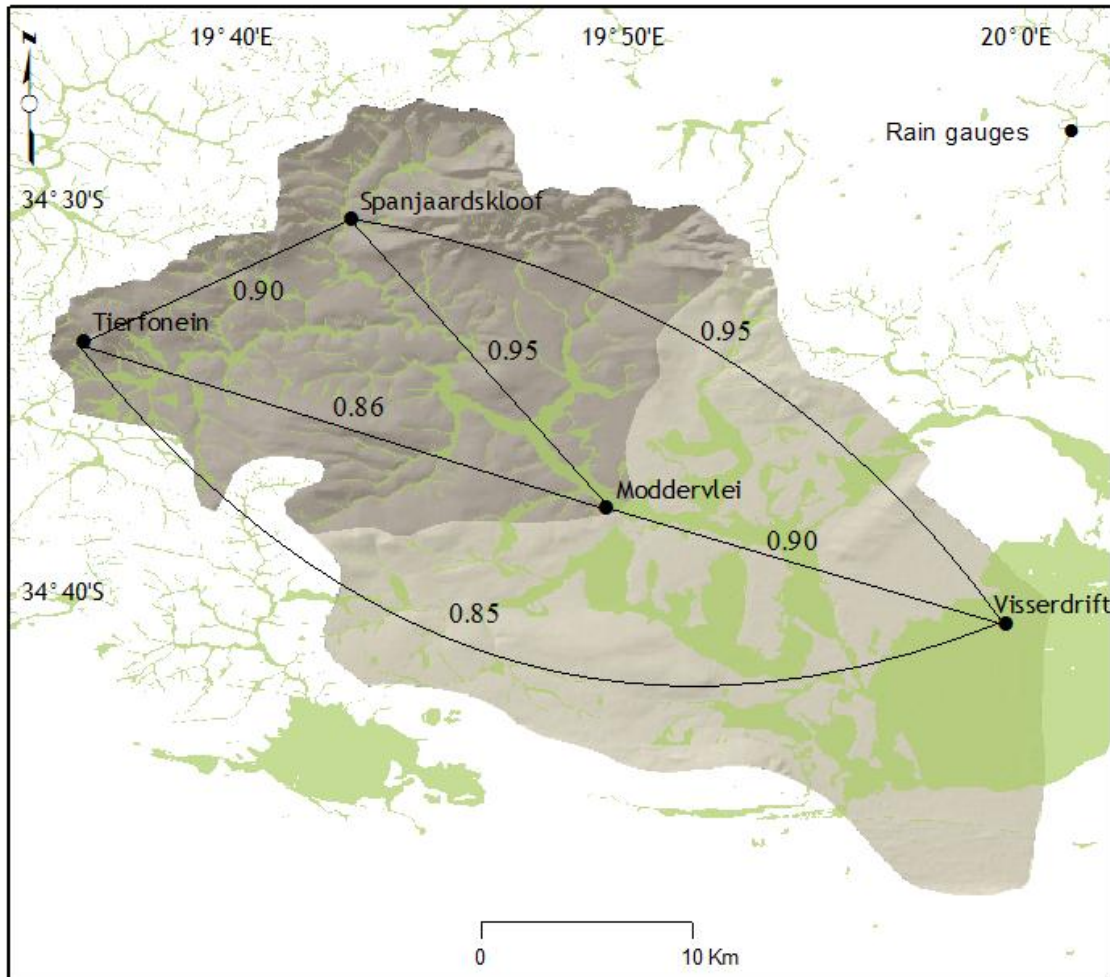 19°40'E
19°50'E
20°0'E
z
Rain gauges
34°30'S
Spanjaardskloof
0.90
Tierfonein
0.95
0.95
0.86
Moddervlei
0.90
34°40'S
Visserdrift
0.85
0
10 Km